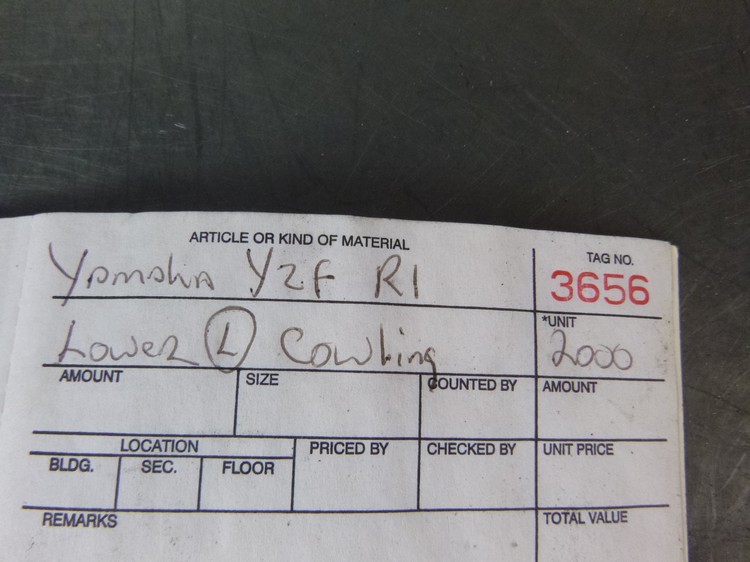 ARTICLE OR KIND OF MATERIAL
TAG NO.
Yamaha YZF R1
3656
*UNIT
Lower L Cowling
2000
AMOUNT SIZE COUNTED BY AMOUNT
LOCATION PRICED BY CHECKED BY UNIT PRICE
BLDG. SEC. FLOOR
REMARKS TOTAL VALUE